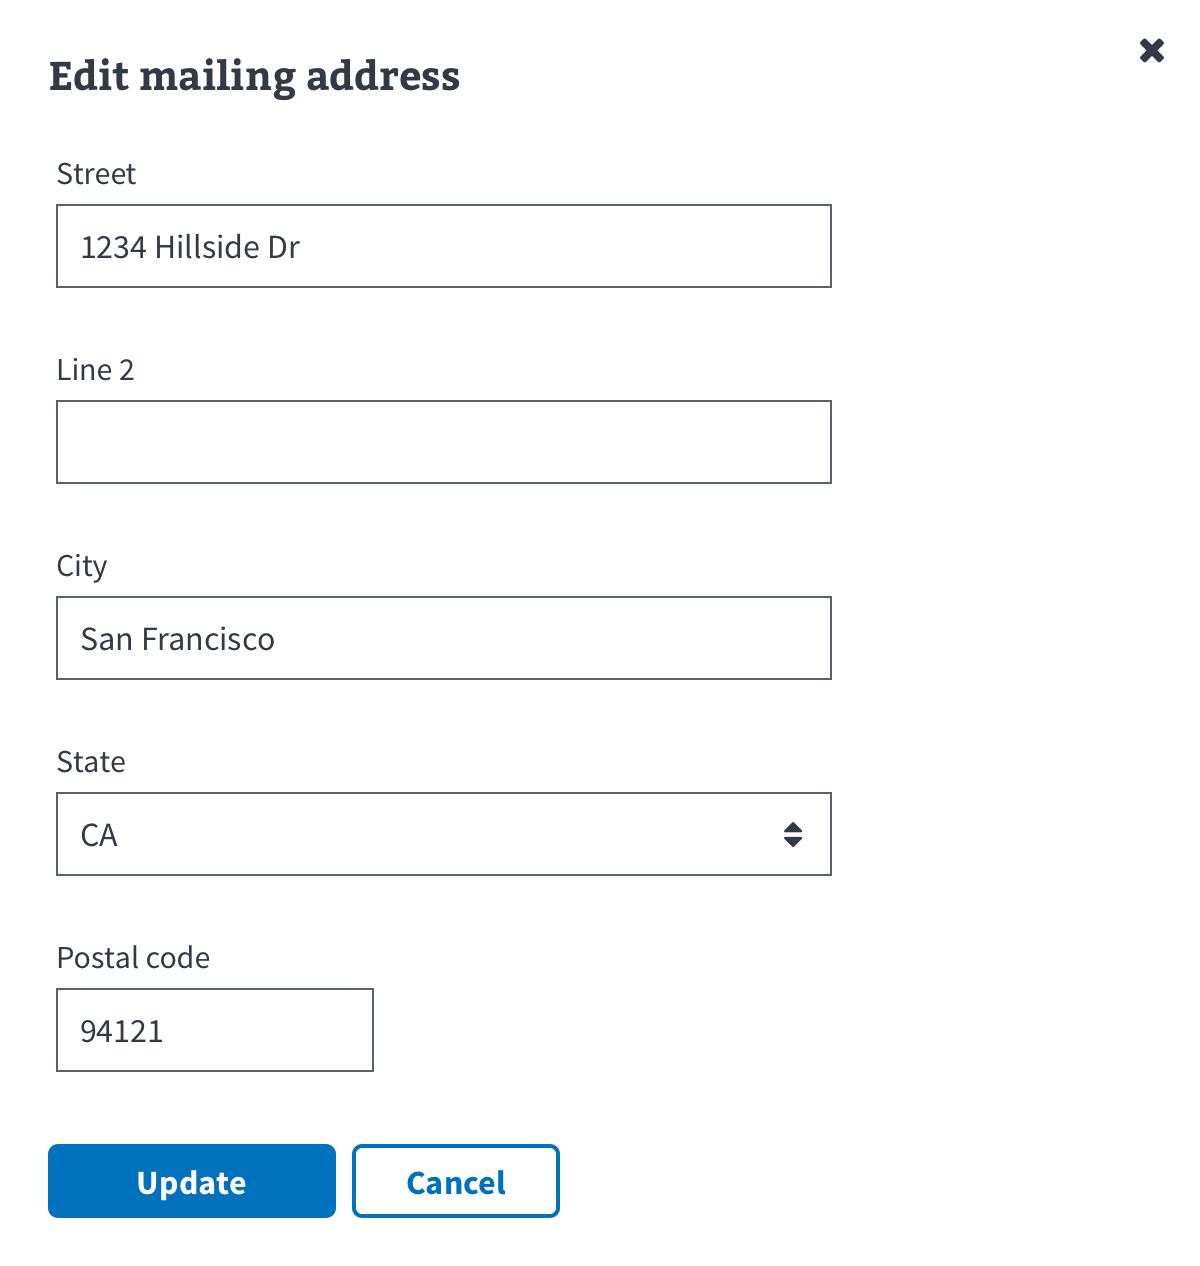 Edit mailing address
Street
1234 Hillside Dr
Line 2
City
San Francisco
State
CA
Postal code
94121
Update
Cancel